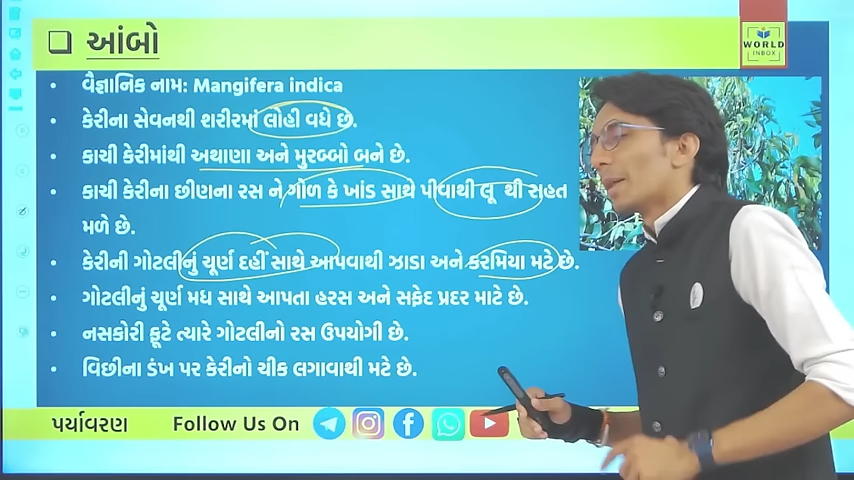 ❑ આંબો
WORLD
INBOX
• વૈજ્ઞાનિક નામ: Mangifera indica
• કેરીના સેવનથી શરીરમાં લોહી વધે છે.
• કાચી કેરીમાંથી અથાણા અને મુરબ્બો બને છે.
• કાચી કેરીના છીણના રસ ને ગોળ કે ખાંડ સાથે પીવાથી લૂ થી રાહત
મળે છે.
• કેરીની ગોટલીનું ચૂર્ણ દહીં સાથે આપવાથી ઝાડા અને કરમિયા મટે છે.
• ગોટલીનું ચૂર્ણ મધ સાથે આપતા હરસ અને સફેદ પ્રદર માટે છે.
• નસકોરી ફૂટે ત્યારે ગોટલીનો રસ ઉપયોગી છે.
• વિછીના ડંખ પર કેરીનો ચીક લગાવાથી મટે છે.
પર્યાવરણ Follow Us On